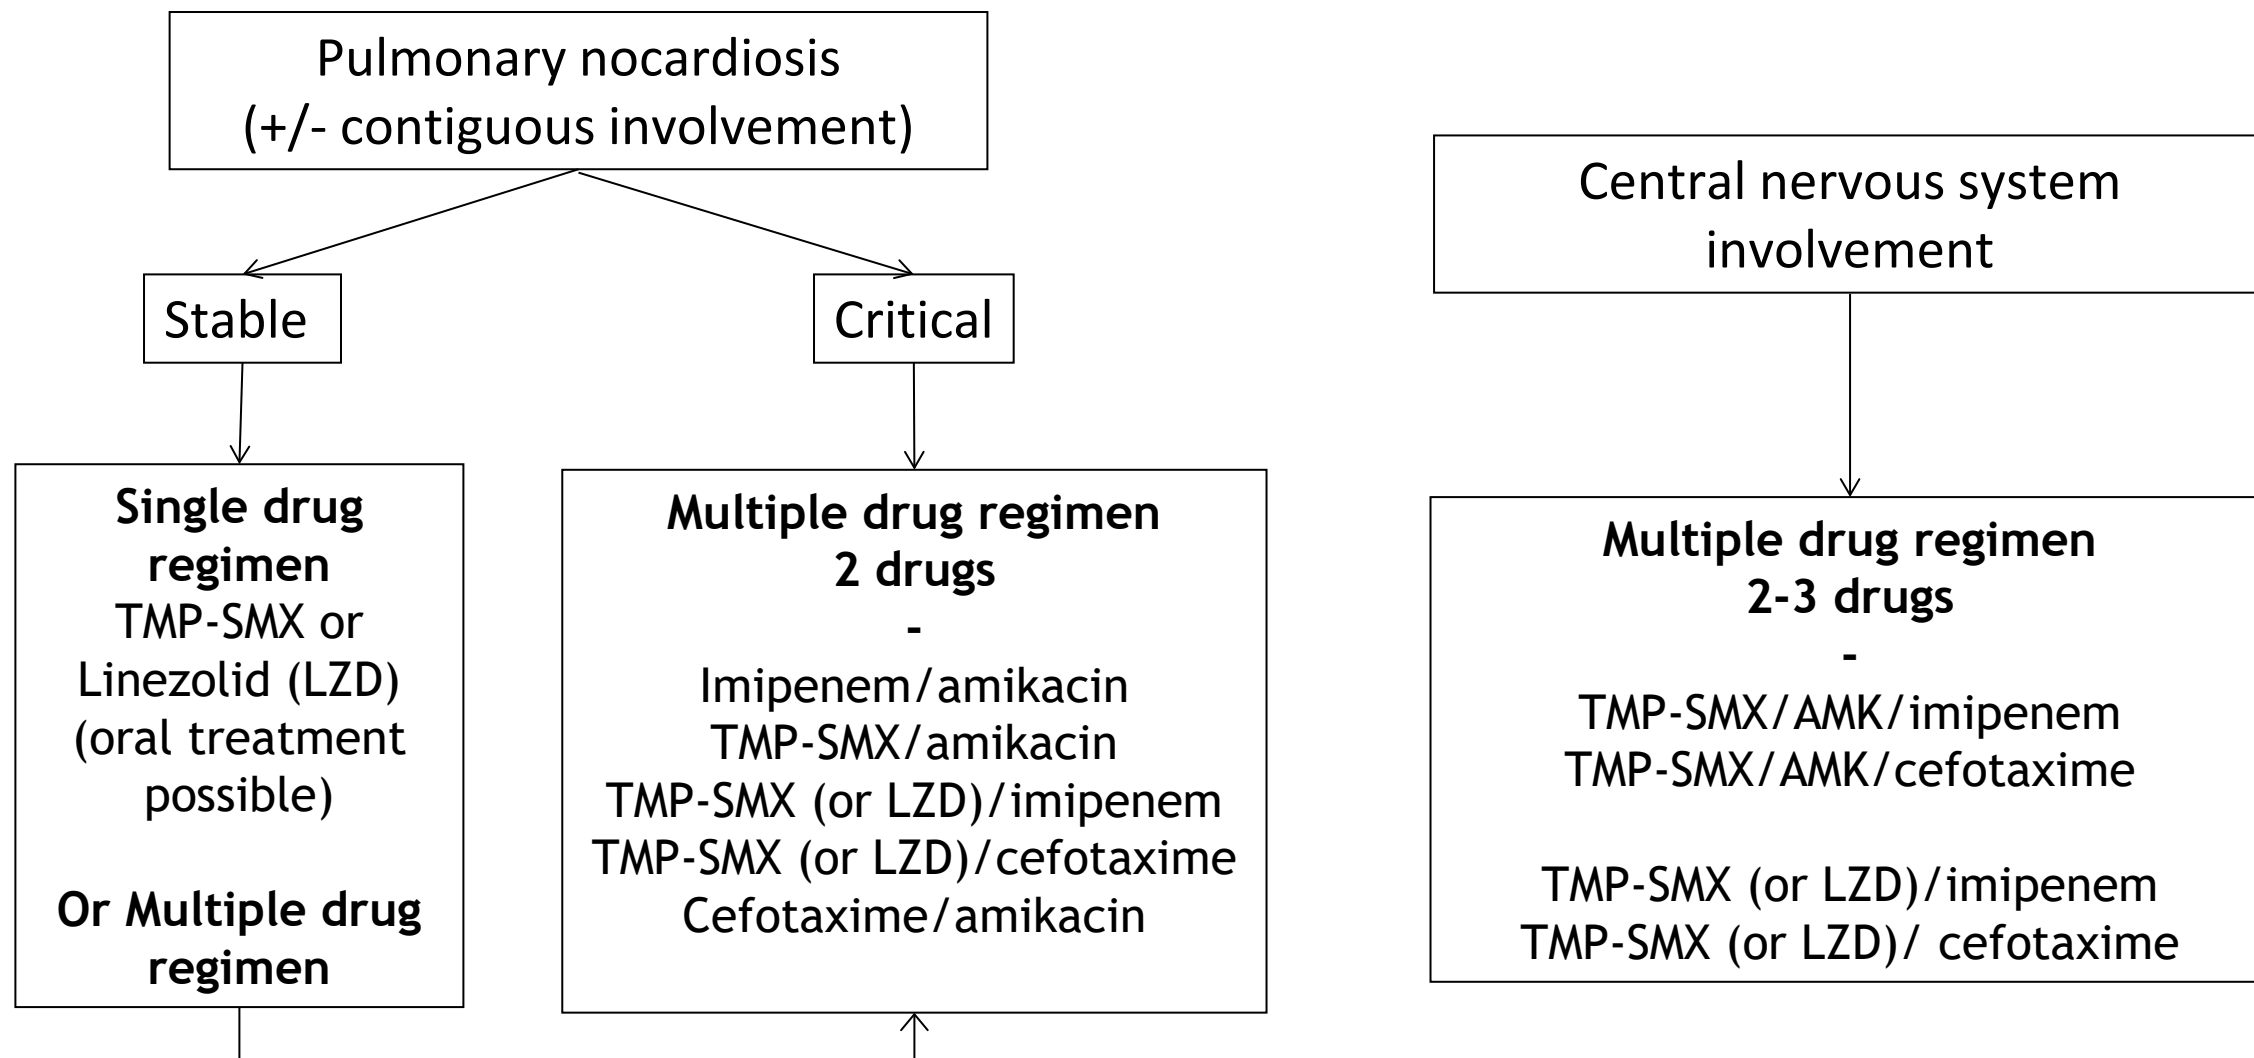 Pulmonary nocardiosis
(+/- contiguous involvement)
Central nervous system
involvement
Stable
Critical
Single drug
regimen
TMP-SMX or
Linezolid (LZD)
(oral treatment
possible)
Or Multiple drug
regimen
Multiple drug regimen
2 drugs
-
Imipenem/amikacin
TMP-SMX/amikacin
TMP-SMX (or LZD)/imipenem
TMP-SMX (or LZD)/cefotaxime
Cefotaxime/amikacin
Multiple drug regimen
2-3 drugs
-
TMP-SMX/AMK/imipenem
TMP-SMX/AMK/cefotaxime
TMP-SMX (or LZD)/imipenem
TMP-SMX (or LZD)/ cefotaxime